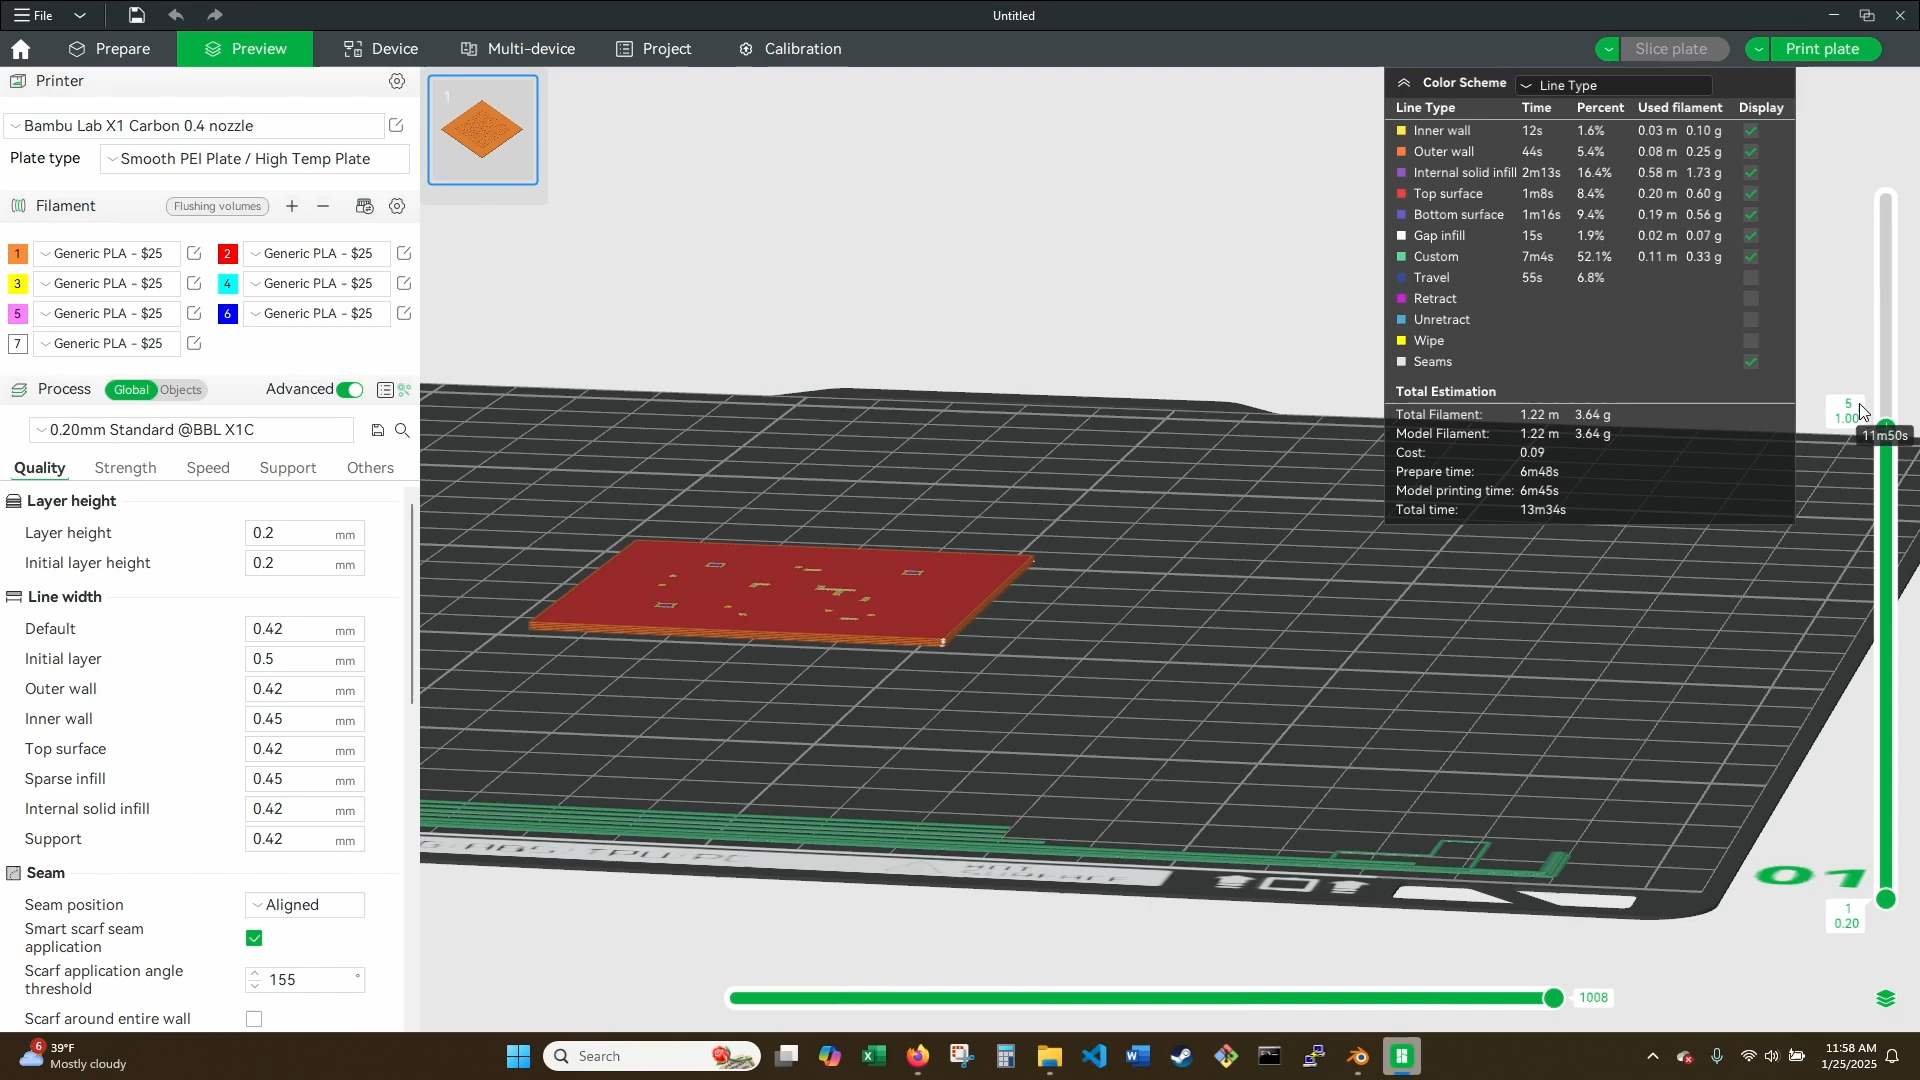 File
Untitled
Prepare
Preview
Device
Multi-device
Project
Calibration
Slice plate
Print plate
Printer
Bambu Lab X1 Carbon 0.4 nozzle
Plate type
Smooth PEI Plate / High Temp Plate
Filament
Flushing volumes
1 Generic PLA - $25
2 Generic PLA - $25
3 Generic PLA - $25
4 Generic PLA - $25
5 Generic PLA - $25
6 Generic PLA - $25
7 Generic PLA - $25
Process
Global
Objects
Advanced
0.20mm Standard @BBL X1C
Quality
Strength
Speed
Support
Others
Layer height
Layer height 0.2 mm
Initial layer height 0.2 mm
Line width
Default 0.42 mm
Initial layer 0.5 mm
Outer wall 0.42 mm
Inner wall 0.45 mm
Top surface 0.42 mm
Sparse infill 0.45 mm
Internal solid infill 0.42 mm
Support 0.42 mm
Seam
Seam position Aligned
Smart scarf seam
application
Scarf application angle
threshold
155 °
Scarf around entire wall
1
Color Scheme Line Type
Line Type Time Percent Used filament Display
Inner wall 12s 1.6% 0.03 m 0.10 g
Outer wall 44s 5.4% 0.08 m 0.25 g
Internal solid infill 2m13s 16.4% 0.58 m 1.73 g
Top surface 1m8s 8.4% 0.20 m 0.60 g
Bottom surface 1m16s 9.4% 0.19 m 0.56 g
Gap infill 15s 1.9% 0.02 m 0.07 g
Custom 7m4s 52.1% 0.11 m 0.33 g
Travel 55s 6.8%
Retract
Unretract
Wipe
Seams
Total Estimation
Total Filament: 1.22 m 3.64 g
Model Filament: 1.22 m 3.64 g
Cost: 0.09
Prepare time: 6m48s
Model printing time: 6m45s
Total time: 13m34s
5
1.00
11m50s
01
1
0.20
1008
6
39°F
Mostly cloudy
Search
11:58 AM
1/25/2025